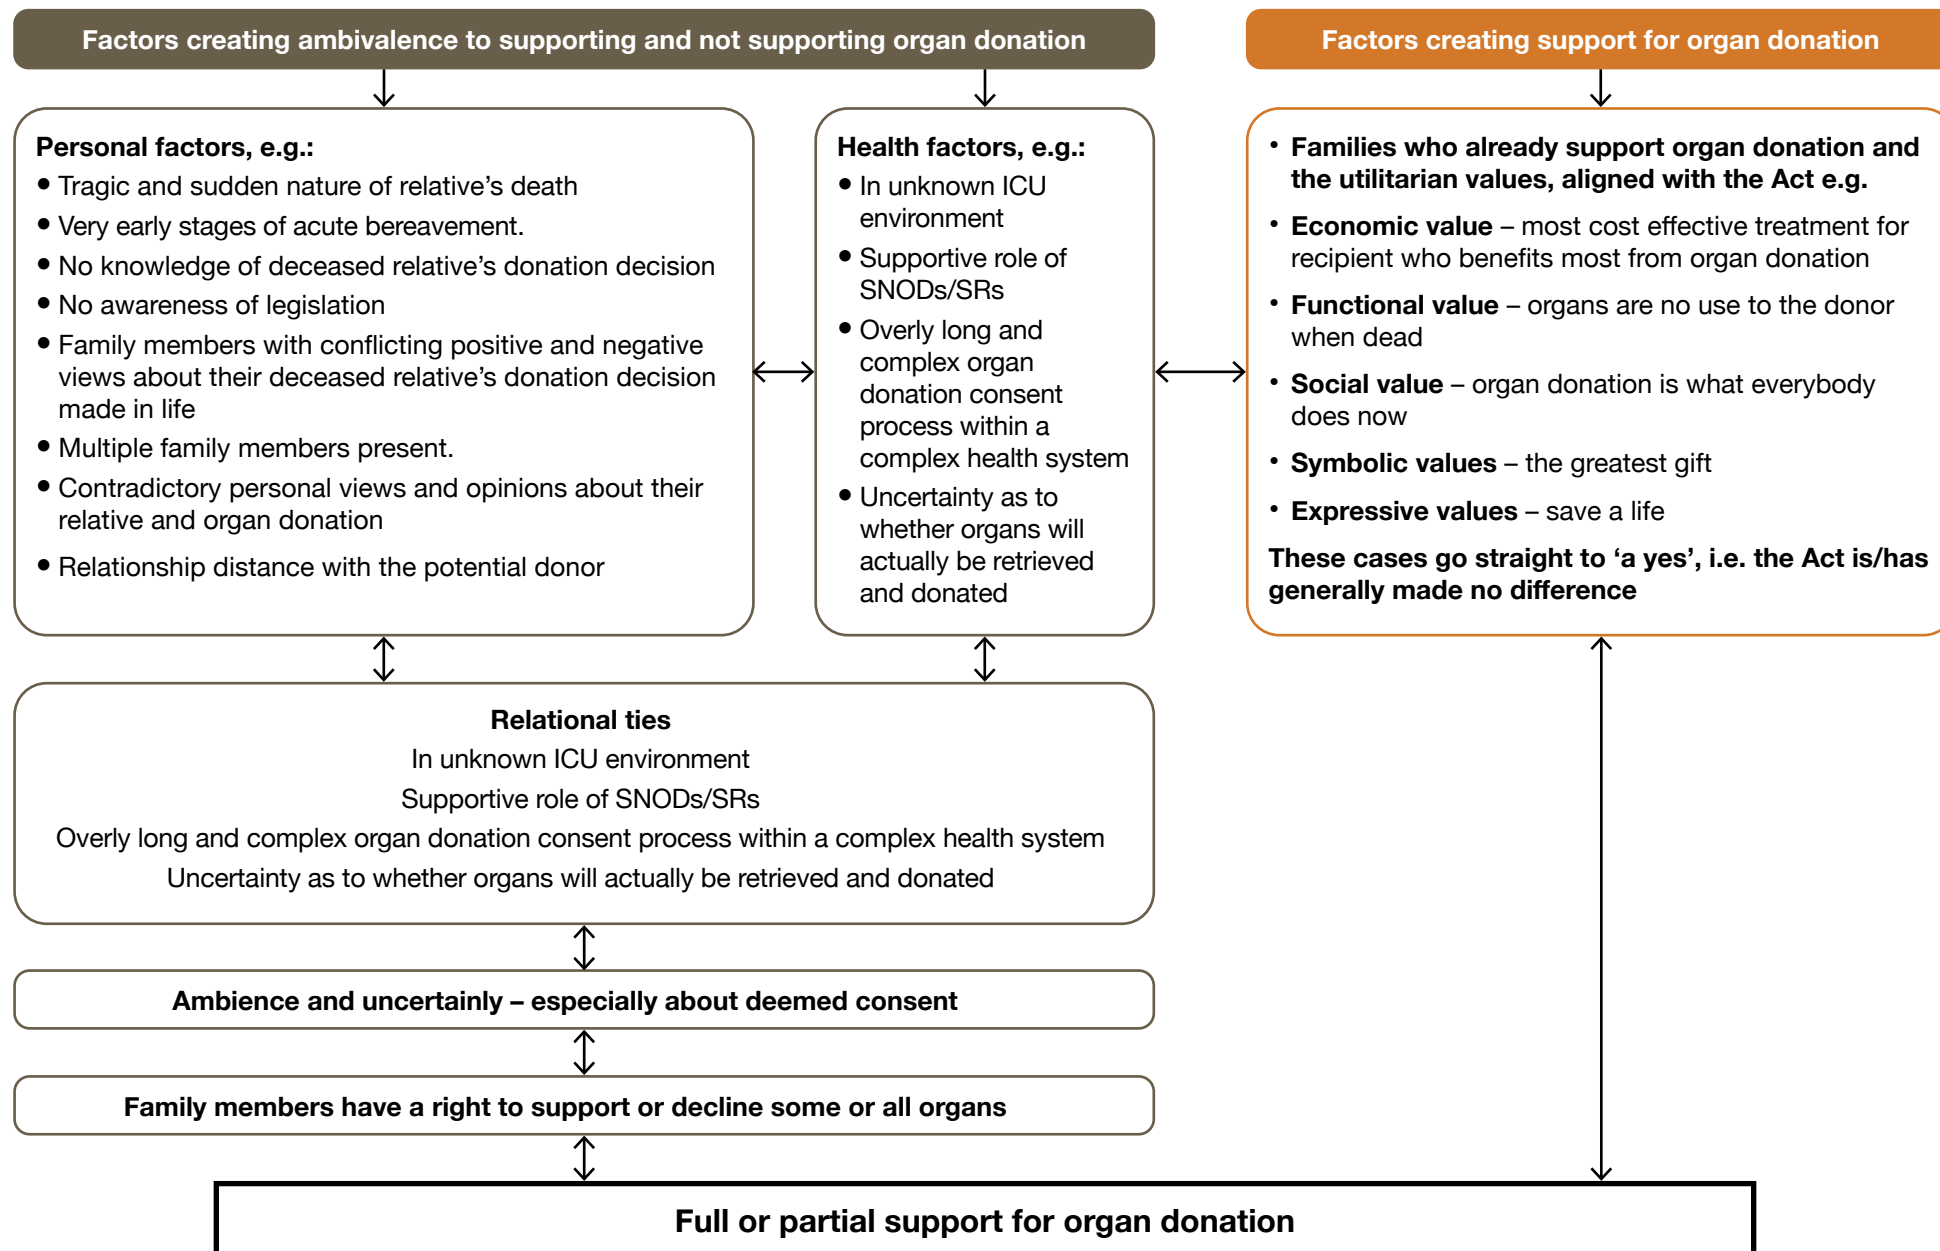 Factors creating ambivalence to supporting and not supporting organ donation
Factors creating support for organ donation
Personal factors, e.g.:
• Tragic and sudden nature of relative’s death
• Very early stages of acute bereavement.
• No knowledge of deceased relative’s donation decision
• No awareness of legislation
• Family members with conflicting positive and negative
views about their deceased relative’s donation decision
made in life
• Multiple family members present.
• Contradictory personal views and opinions about their
relative and organ donation
• Relationship distance with the potential donor
Health factors, e.g.:
• In unknown ICU
environment
• Supportive role of
SNODs/SRs
• Overly long and
complex organ
donation consent
process within a
complex health system
• Uncertainty as to
whether organs will
actually be retrieved
and donated
• Families who already support organ donation and
the utilitarian values, aligned with the Act e.g.
• Economic value – most cost effective treatment for
recipient who benefits most from organ donation
• Functional value – organs are no use to the donor
when dead
• Social value – organ donation is what everybody
does now
• Symbolic values – the greatest gift
• Expressive values – save a life
These cases go straight to ‘a yes’, i.e. the Act is/has
generally made no difference
Relational ties
In unknown ICU environment
Supportive role of SNODs/SRs
Overly long and complex organ donation consent process within a complex health system
Uncertainty as to whether organs will actually be retrieved and donated
Ambience and uncertainly – especially about deemed consent
Family members have a right to support or decline some or all organs
Full or partial support for organ donation